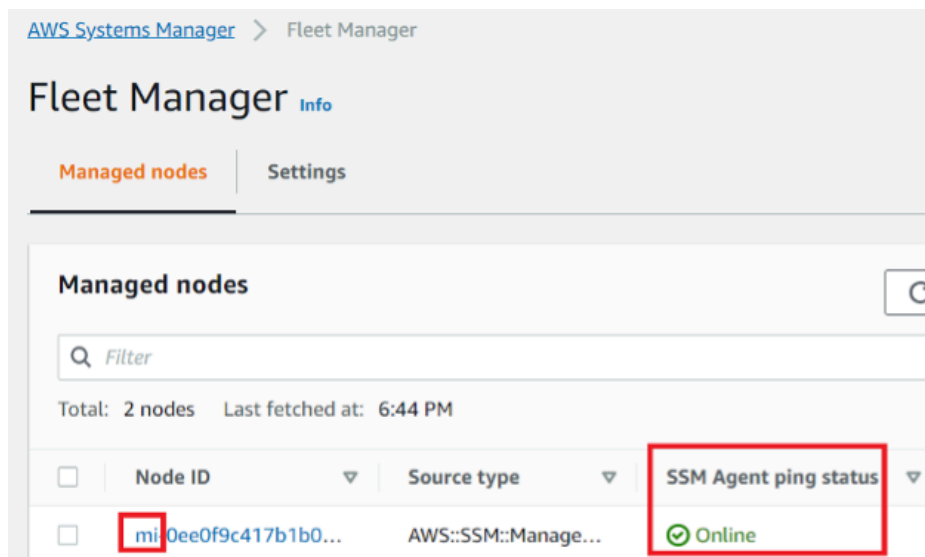 AWS Systems Manager > Fleet Manager
Fleet Manager Info
Managed nodes Settings
Managed nodes
Filter
Total: 2 nodes Last fetched at: 6:44 PM
Node ID Source type SSM Agent ping status
mi-0ee0f9c417b1b0... AWS::SSM::Manage... Online